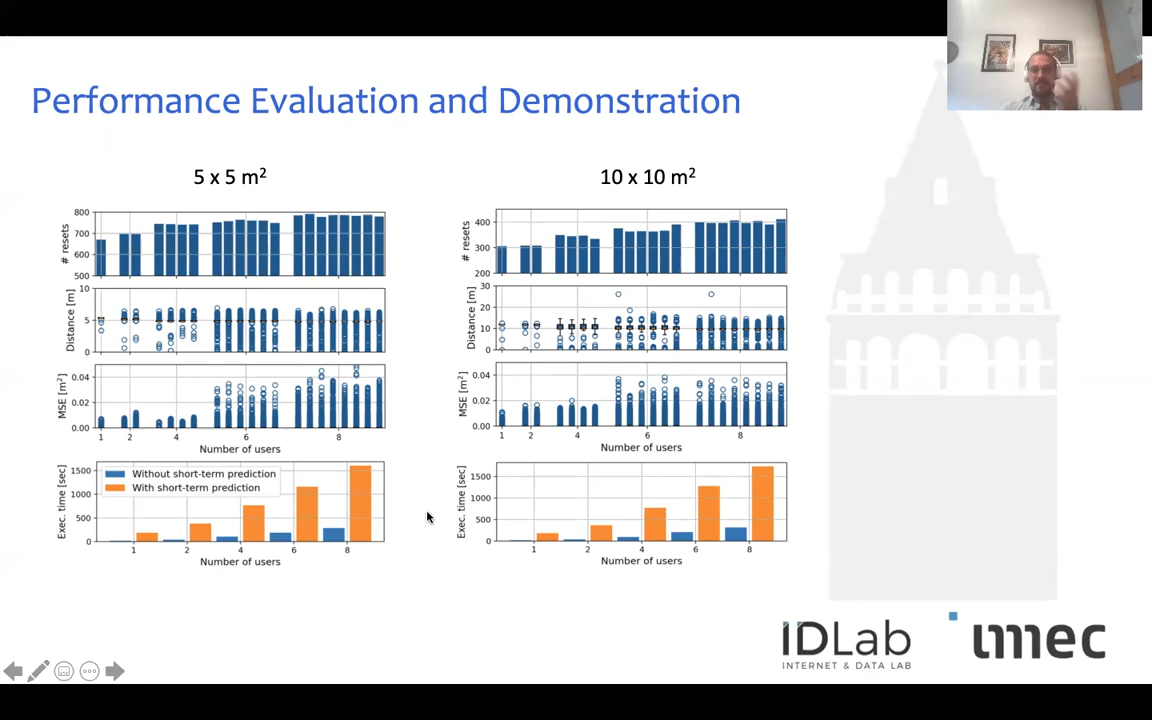 Performance Evaluation and Demonstration
5 x 5 m²
800
700
600
500
# resets
10
5
0
Distance [m]
0.04
0.02
0.00
MSE [m²]
1 2 4 6 8
Number of users
1500
1000
500
0
Exec. time [sec]
Without short-term prediction
With short-term prediction
1 2 4 6 8
Number of users
10 x 10 m²
400
300
200
# resets
30
20
10
0
Distance [m]
0.04
0.02
0.00
MSE [m²]
1 2 4 6 8
Number of users
1500
1000
500
0
Exec. time [sec]
1 2 4 6 8
Number of users
IDLab
INTERNET & DATA LAB
imec